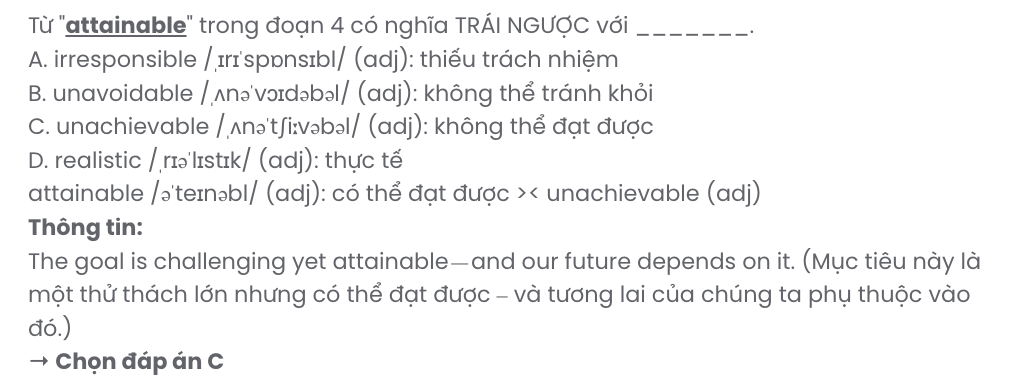 Từ "attainable" trong đoạn 4 có nghĩa TRÁI NGƯỢC với _______.
A. irresponsible /ˌɪrɪˈspɒnsɪbl/ (adj): thiếu trách nhiệm
B. unavoidable /ˌʌnəˈvɔɪdəbəl/ (adj): không thể tránh khỏi
C. unachievable /ˌʌnəˈtʃiːvəbəl/ (adj): không thể đạt được
D. realistic /ˌrɪəˈlɪstɪk/ (adj): thực tế
attainable /əˈteɪnəbl/ (adj): có thể đạt được >< unachievable (adj)
Thông tin:
The goal is challenging yet attainable—and our future depends on it. (Mục tiêu này là
một thử thách lớn nhưng có thể đạt được – và tương lai của chúng ta phụ thuộc vào
đó.)
→ Chọn đáp án C